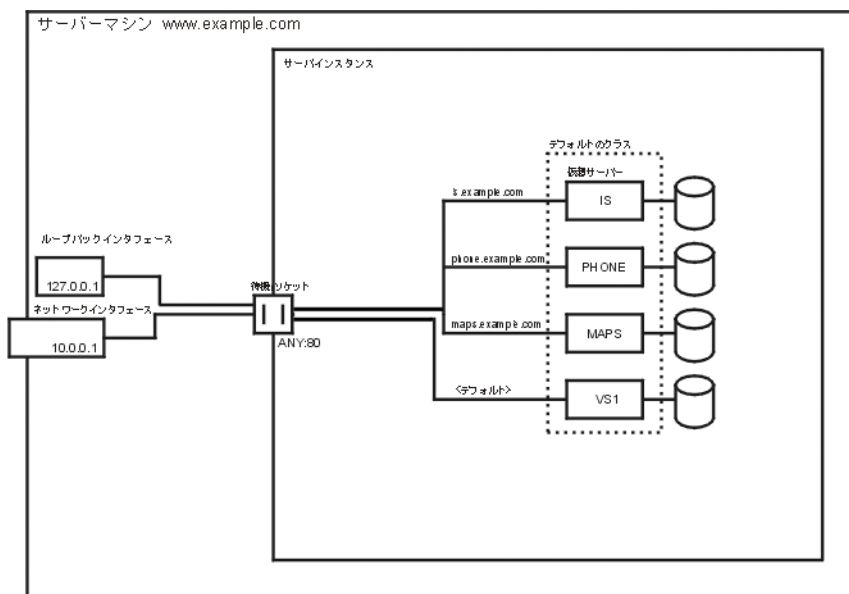 サーバーマシン www.example.com
サーバインスタンス
デフォルトのクラス
仮想サーバー
is.example.com
IS
ループバックインタフェース
127.0.0.1
phone.example.com
PHONE
待機ソケット
ネットワークインタフェース
10.0.0.1
ANY:80
maps.example.com
MAPS
<デフォルト>
VS1